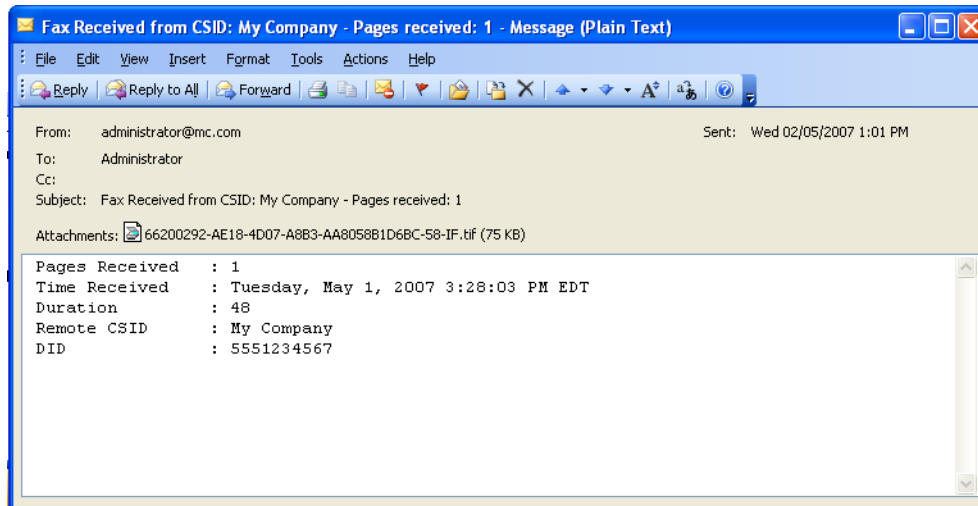 Fax Received from CSID: My Company - Pages received: 1 - Message (Plain Text)
File Edit View Insert Format Tools Actions Help
Reply Reply to All Forward
From: administrator@mc.com Sent: Wed 02/05/2007 1:01 PM
To: Administrator
Cc:
Subject: Fax Received from CSID: My Company - Pages received: 1
Attachments: 66200292-AE18-4D07-A8B3-AA8058B1D6BC-58-IF.tif (75 KB)
Pages Received : 1
Time Received : Tuesday, May 1, 2007 3:28:03 PM EDT
Duration : 48
Remote CSID : My Company
DID : 5551234567